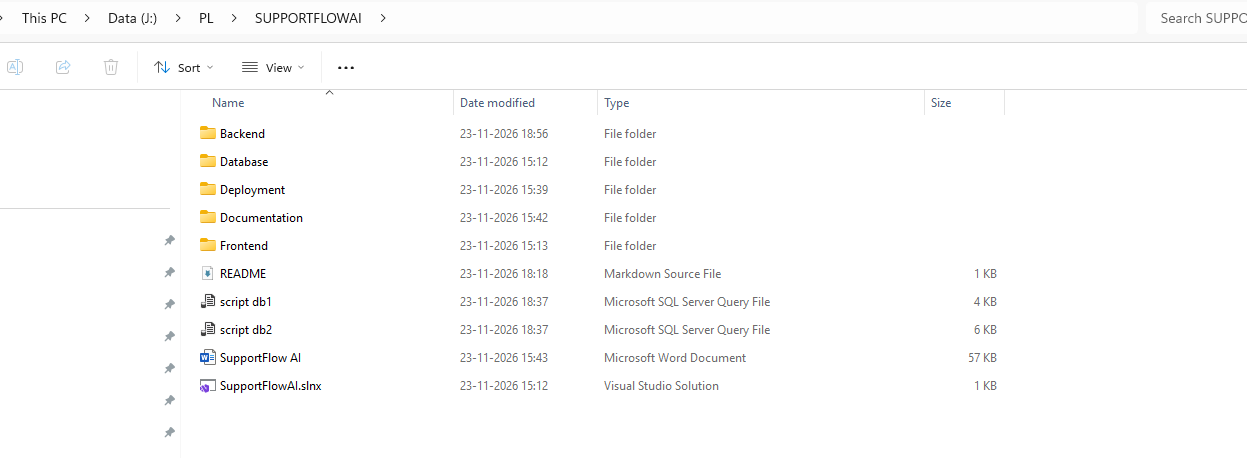 This PC > Data (J:) > PL > SUPPORTFLOWAI >
Search SUPPO
Sort View ...
Name Date modified Type Size
Backend 23-11-2026 18:56 File folder
Database 23-11-2026 15:12 File folder
Deployment 23-11-2026 15:39 File folder
Documentation 23-11-2026 15:42 File folder
Frontend 23-11-2026 15:13 File folder
README 23-11-2026 18:18 Markdown Source File 1 KB
script db1 23-11-2026 18:37 Microsoft SQL Server Query File 4 KB
script db2 23-11-2026 18:37 Microsoft SQL Server Query File 6 KB
SupportFlow AI 23-11-2026 15:43 Microsoft Word Document 57 KB
SupportFlowAI.slnx 23-11-2026 15:12 Visual Studio Solution 1 KB